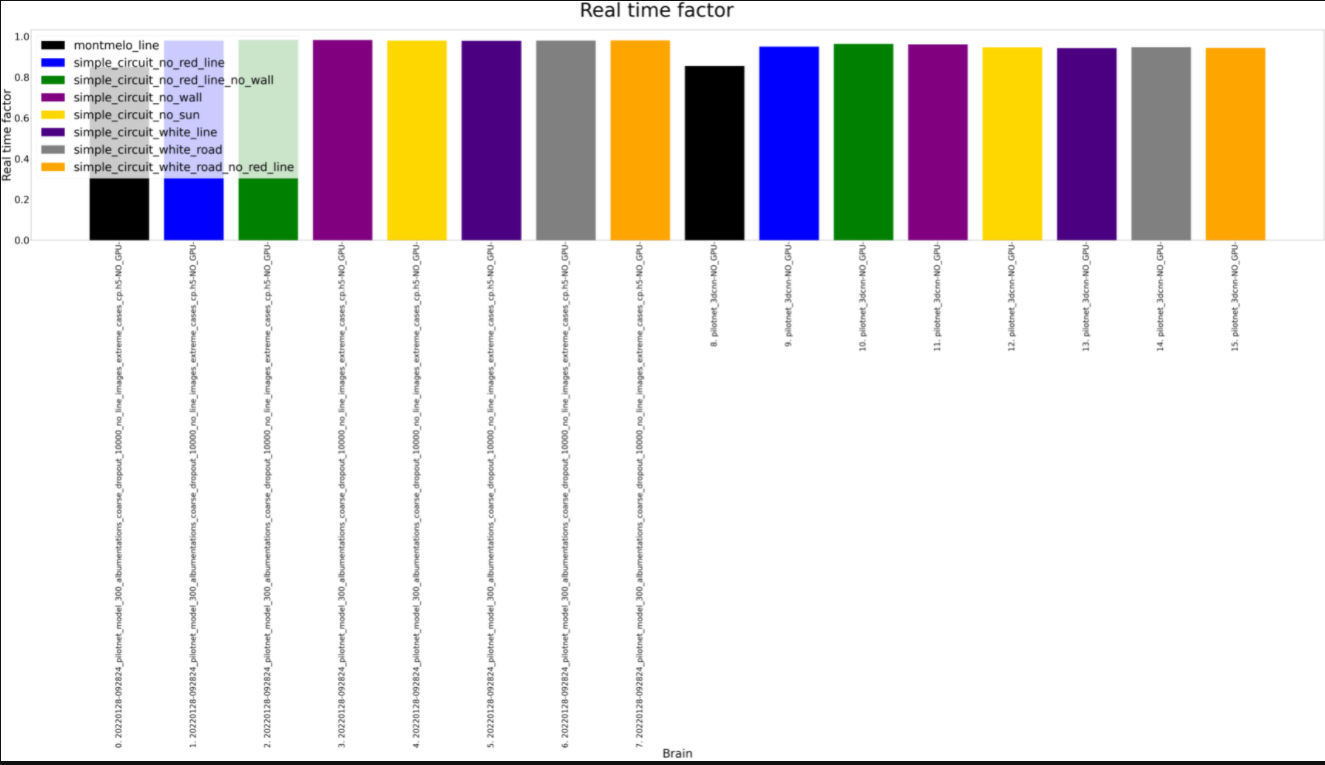 Real time factor
Real time factor
1.0
0.8
0.6
0.4
0.2
0.0
montmelo_line
simple_circuit_no_red_line
simple_circuit_no_red_line_no_wall
simple_circuit_no_wall
simple_circuit_no_sun
simple_circuit_white_line
simple_circuit_white_road
simple_circuit_white_road_no_red_line
0. 20220128-092824_pilotnet_model_300_albumentations_coarse_dropout_10000_no_line_images_extreme_cases_cp.h5-NO_GPU-
1. 20220128-092824_pilotnet_model_300_albumentations_coarse_dropout_10000_no_line_images_extreme_cases_cp.h5-NO_GPU-
2. 20220128-092824_pilotnet_model_300_albumentations_coarse_dropout_10000_no_line_images_extreme_cases_cp.h5-NO_GPU-
3. 20220128-092824_pilotnet_model_300_albumentations_coarse_dropout_10000_no_line_images_extreme_cases_cp.h5-NO_GPU-
4. 20220128-092824_pilotnet_model_300_albumentations_coarse_dropout_10000_no_line_images_extreme_cases_cp.h5-NO_GPU-
5. 20220128-092824_pilotnet_model_300_albumentations_coarse_dropout_10000_no_line_images_extreme_cases_cp.h5-NO_GPU-
6. 20220128-092824_pilotnet_model_300_albumentations_coarse_dropout_10000_no_line_images_extreme_cases_cp.h5-NO_GPU-
7. 20220128-092824_pilotnet_model_300_albumentations_coarse_dropout_10000_no_line_images_extreme_cases_cp.h5-NO_GPU-
8. pilotnet_3dcnn-NO_GPU-
9. pilotnet_3dcnn-NO_GPU-
10. pilotnet_3dcnn-NO_GPU-
11. pilotnet_3dcnn-NO_GPU-
12. pilotnet_3dcnn-NO_GPU-
13. pilotnet_3dcnn-NO_GPU-
14. pilotnet_3dcnn-NO_GPU-
15. pilotnet_3dcnn-NO_GPU-
Brain